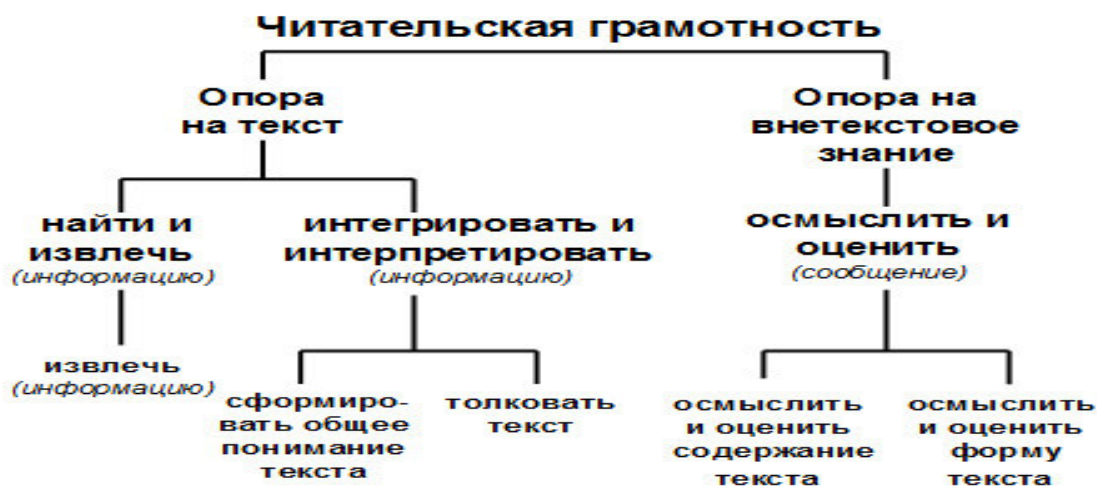 Читательская грамотность
Опора
на текст
Опора на
внетекстовое
знание
найти и
извлечь
(информацию)
интегрировать и
интерпретировать
(информацию)
осмыслить и
оценить
(сообщение)
извлечь
(информацию)
сформиро-
вать общее
понимание
текста
толковать
текст
осмыслить
и оценить
содержание
текста
осмыслить
и оценить
форму
текста